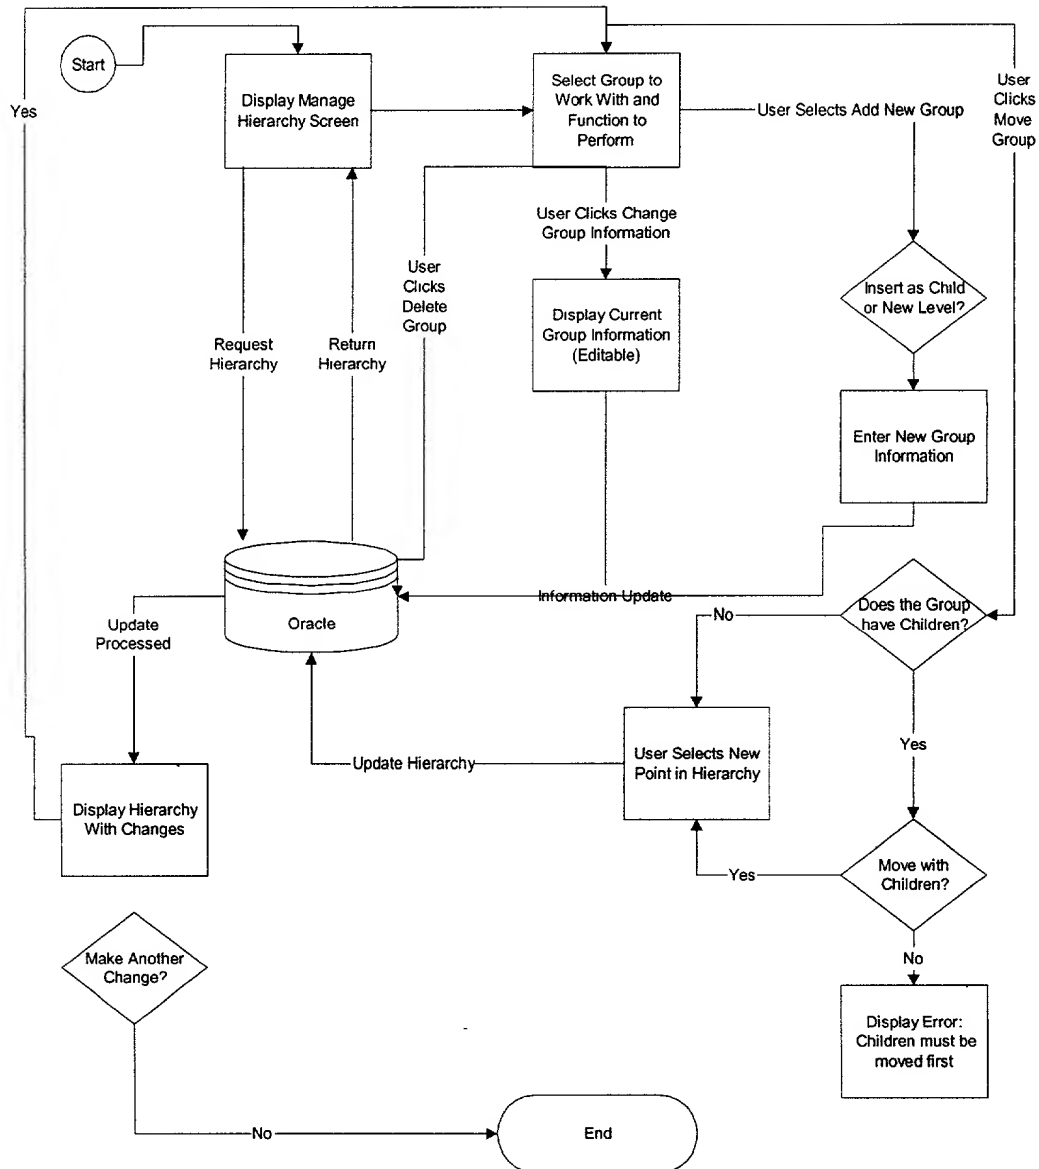 Start
Yes
Display Manage
Hierarchy Screen
Select Group to
Work With and
Function to
Perform
User Selects Add New Group
User
Clicks
Move
Group
User Clicks Change
Group Information
User
Clicks
Delete
Group
Insert as Child
or New Level?
Display Current
Group Information
(Editable)
Request
Hierarchy
Return
Hierarchy
Enter New Group
Information
Information Update
Oracle
Does the Group
have Children?
No
Update
Processed
Yes
User Selects New
Point in Hierarchy
Update Hierarchy
Display Hierarchy
With Changes
Move with
Children?
Yes
Make Another
Change?
No
Display Error:
Children must be
moved first
No
End